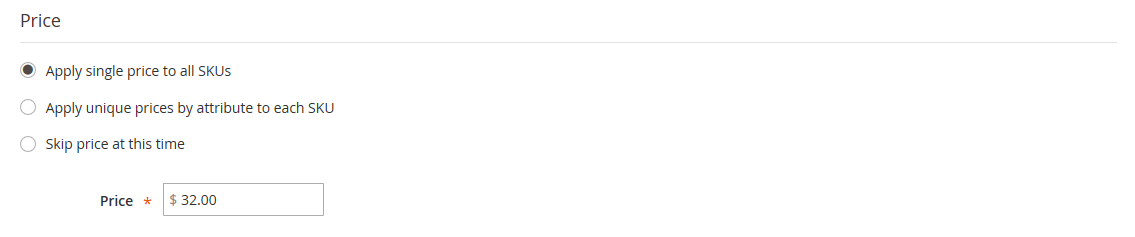 Price
Apply single price to all SKUs
Apply unique prices by attribute to each SKU
Skip price at this time
Price * $ 32.00